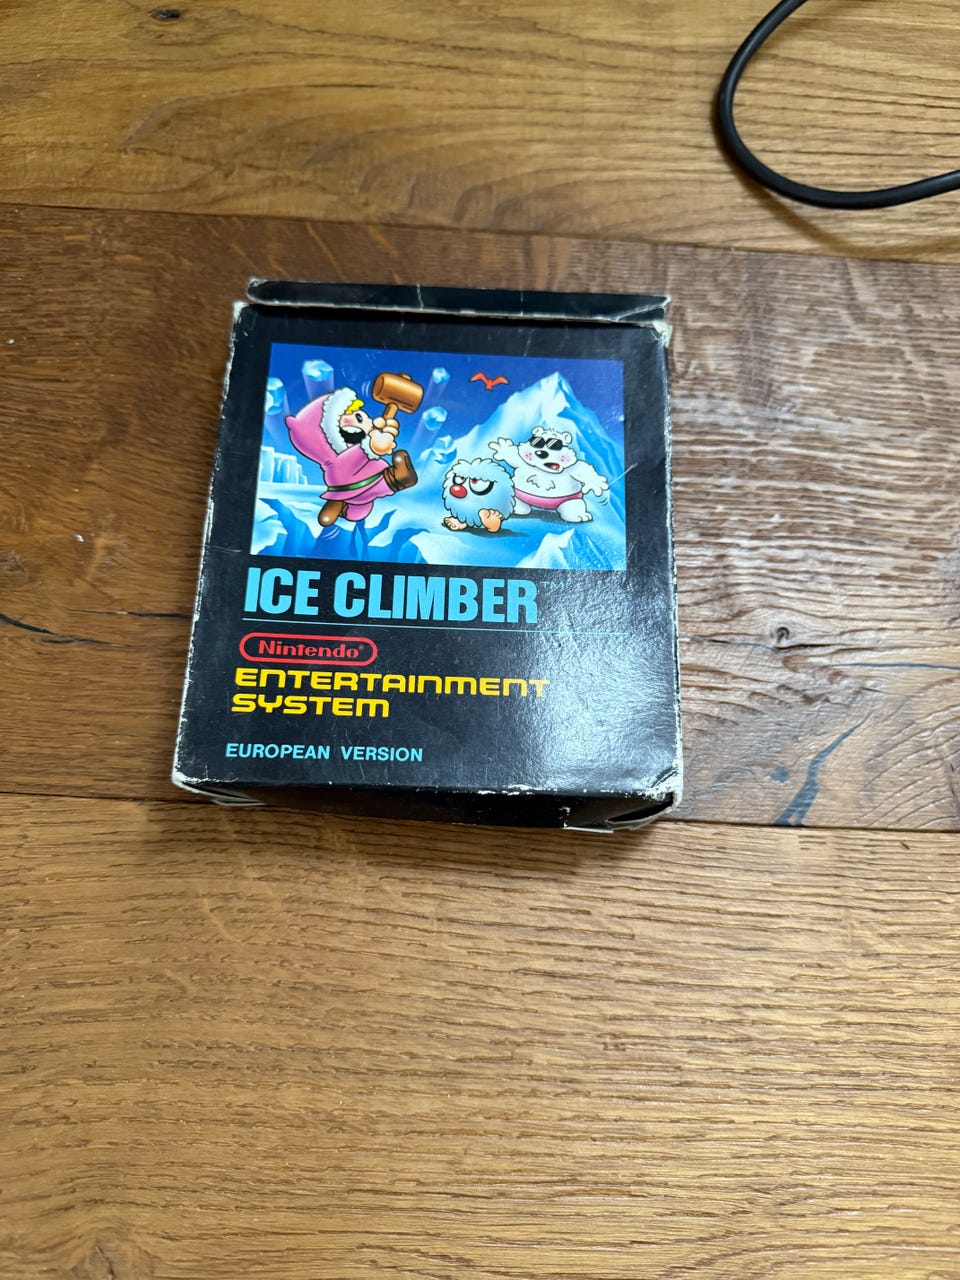 ICE CLIMBER™
Nintendo®
ENTERTAINMENT
SYSTEM
EUROPEAN VERSION